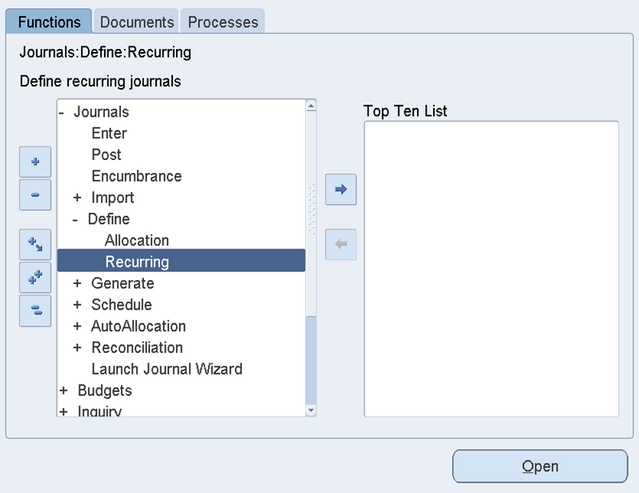 Functions Documents Processes
Journals:Define:Recurring
Define recurring journals
Top Ten List
- Journals
Enter
Post
Encumbrance
+ Import
- Define
Allocation
Recurring
+ Generate
+ Schedule
+ AutoAllocation
+ Reconciliation
Launch Journal Wizard
+ Budgets
+ Inquiry
Open